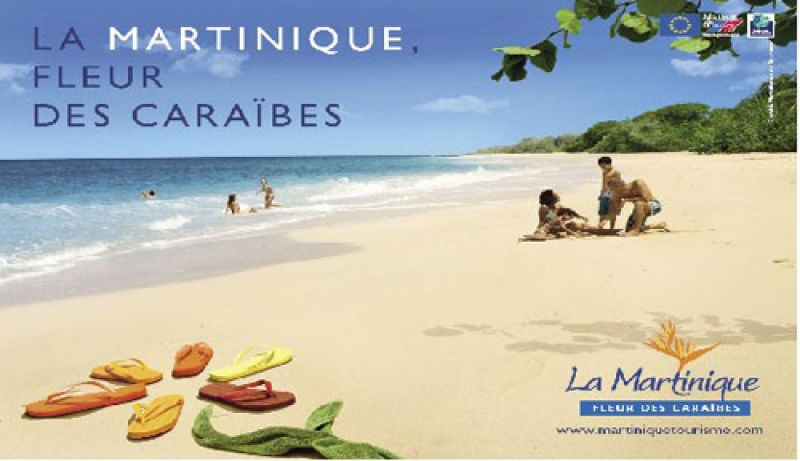 LA MARTINIQUE,
FLEUR
DES CARAÏBES
La Martinique
FLEUR DES CARAÏBES
www.martiniquetourisme.com